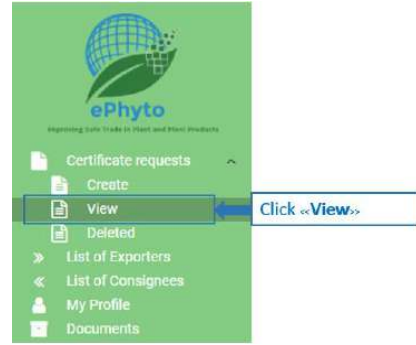 ePhyto
Improving Safe Trade in Plant and Plant Products
Certificate requests
Create
View
Click «View»
Deleted
List of Exporters
List of Consignees
My Profile
Documents